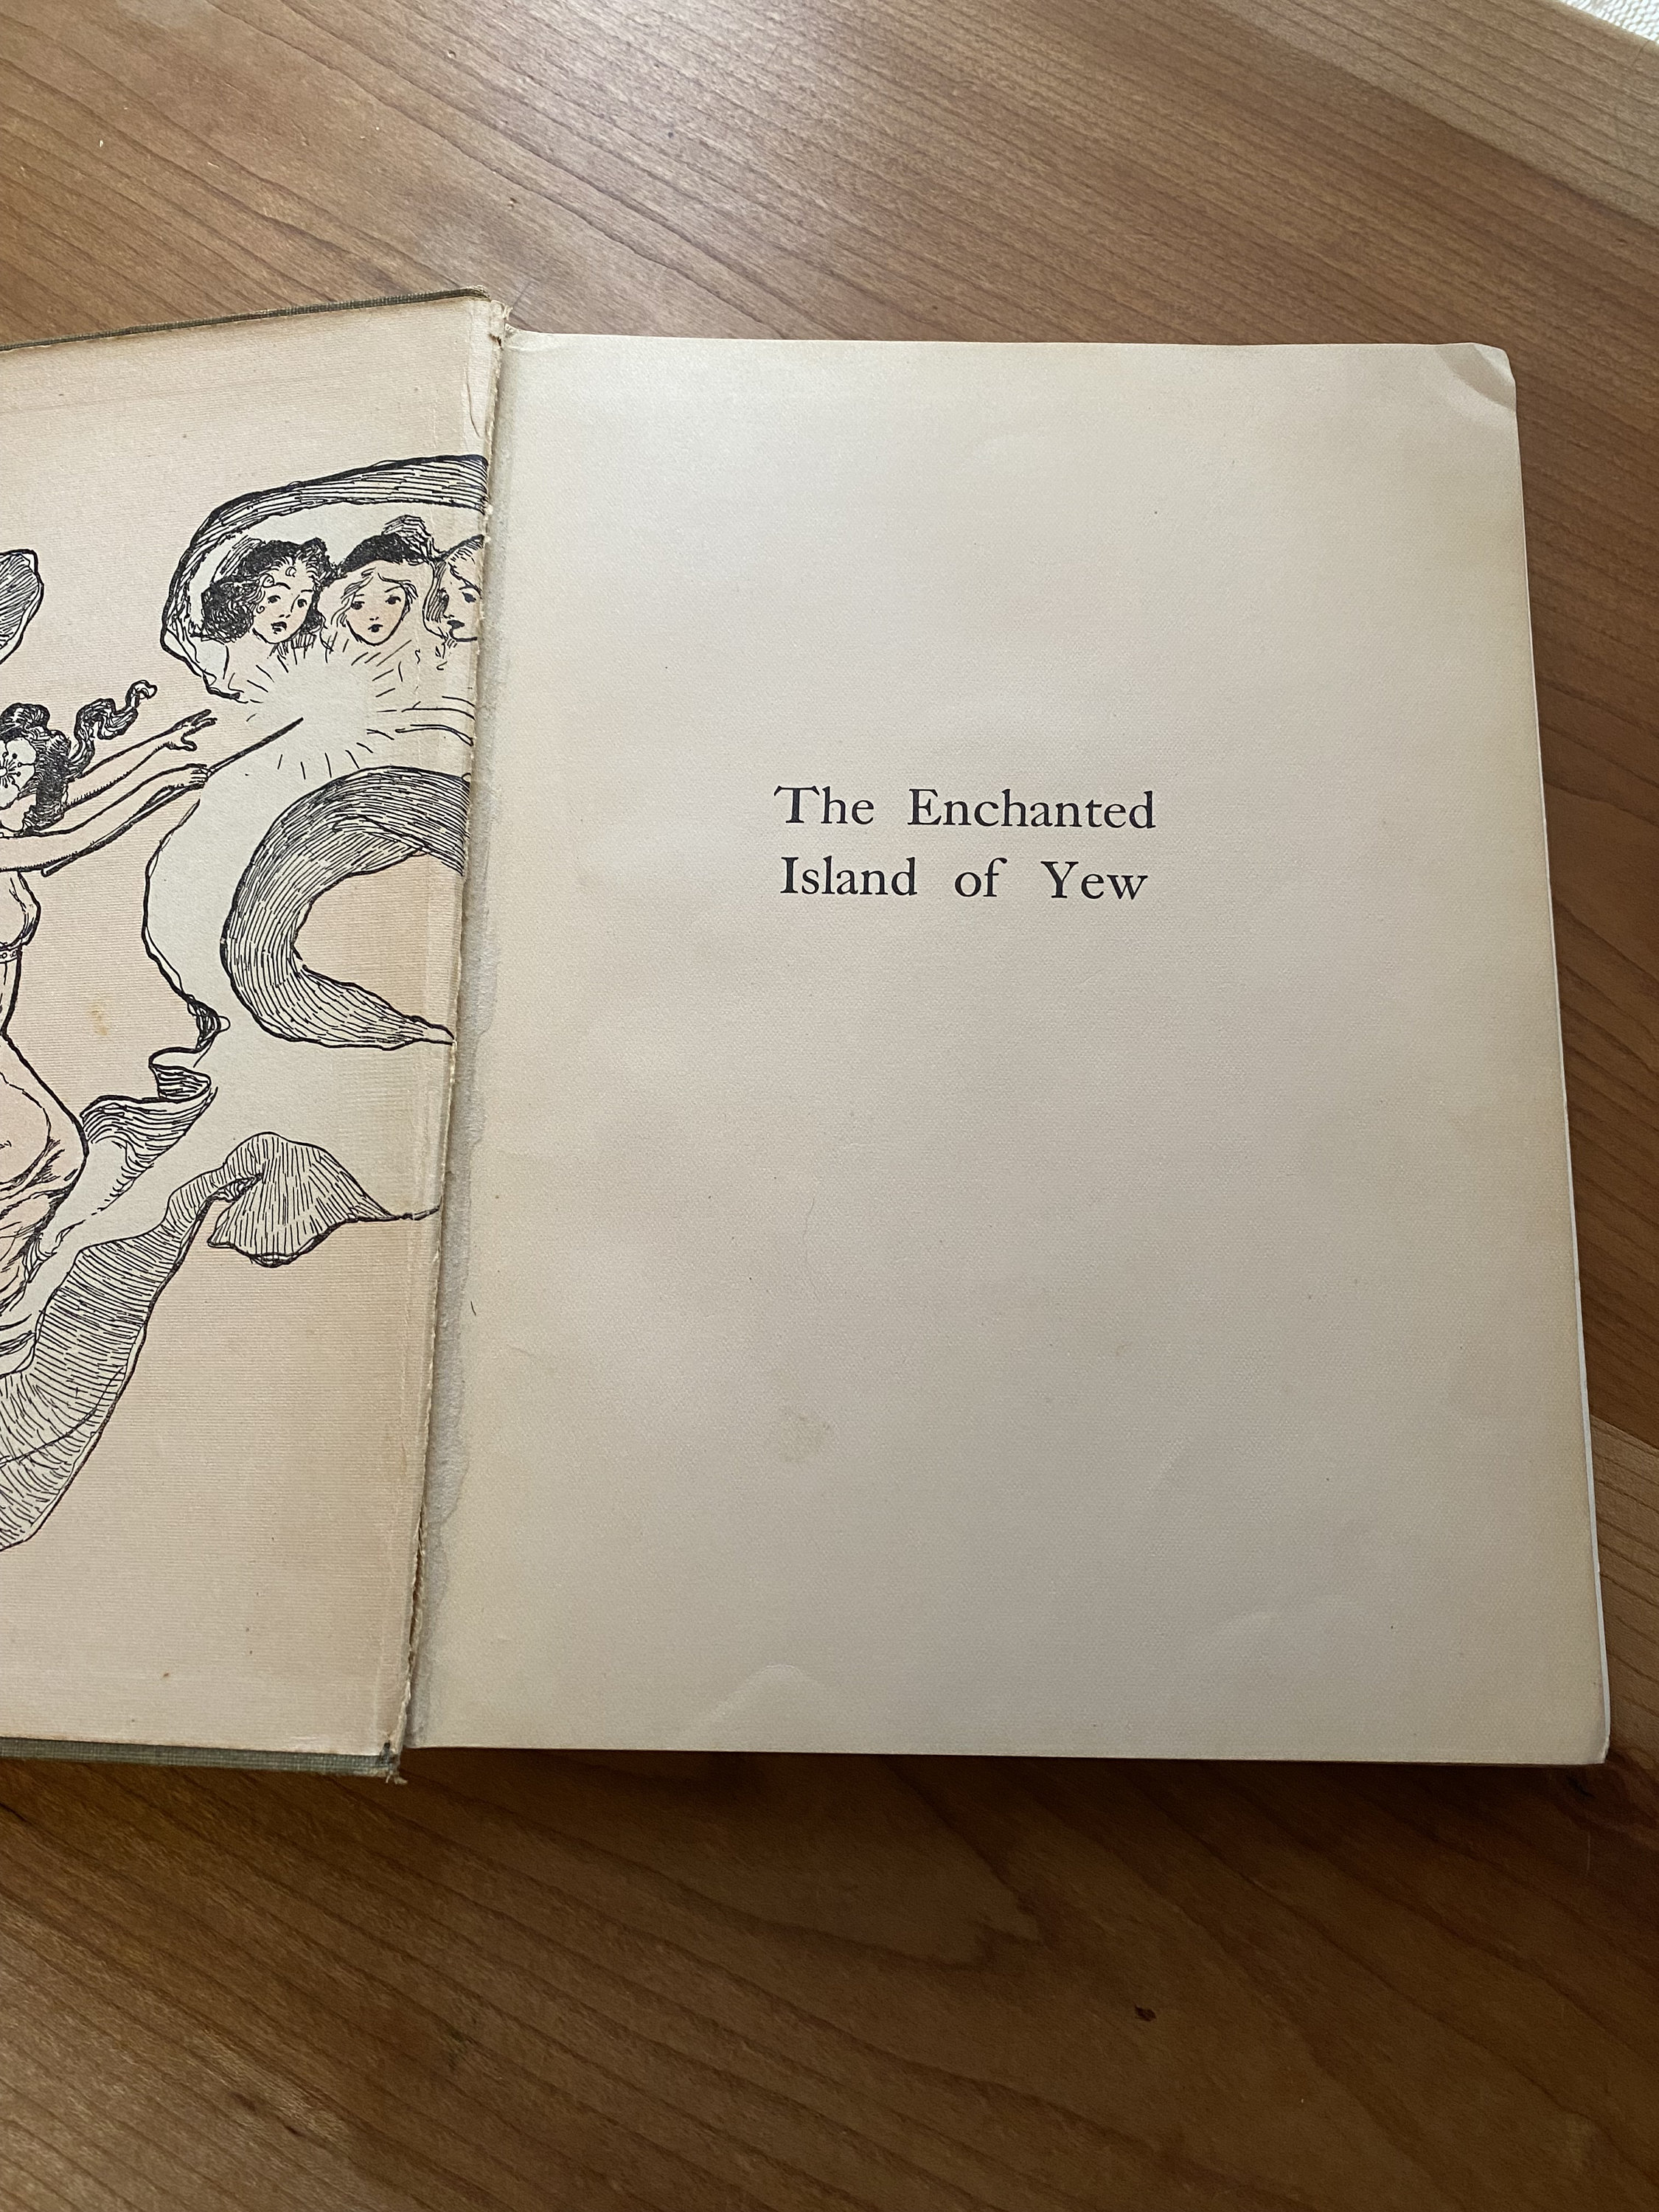 The Enchanted
Island of Yew